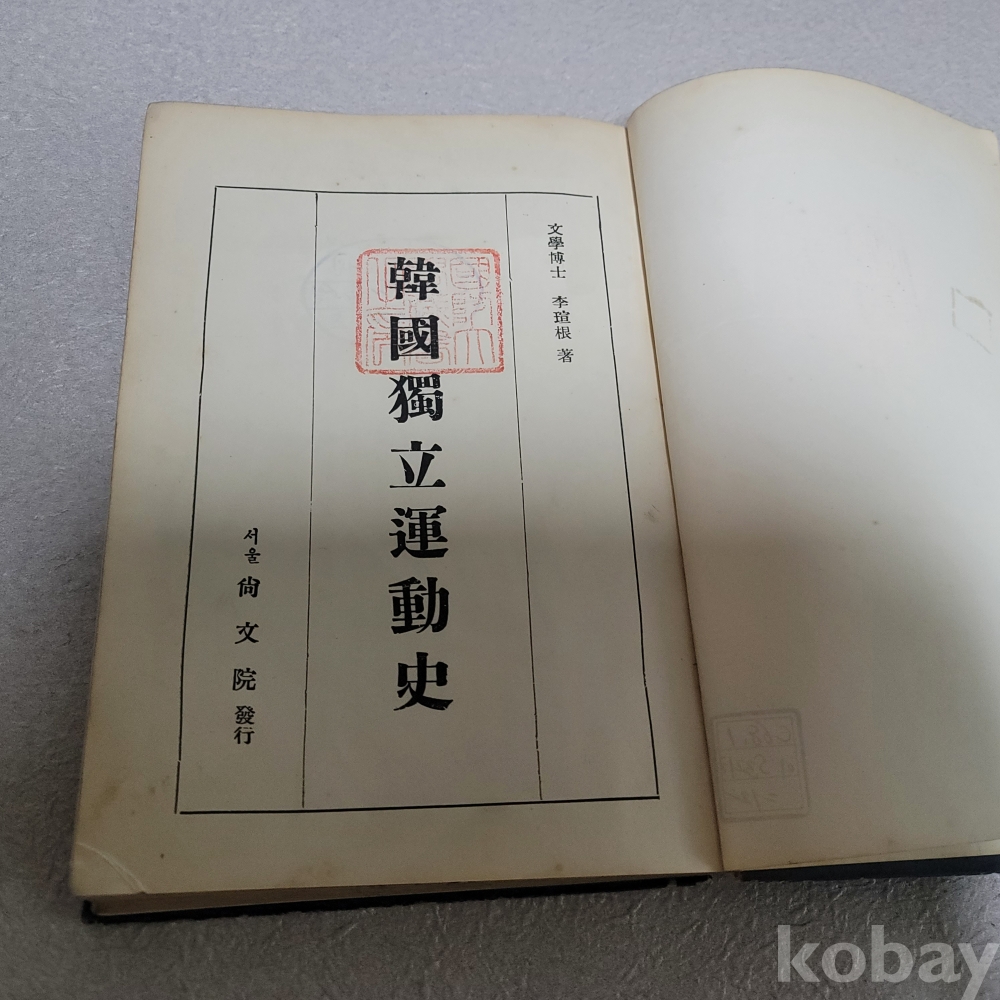 文學博士 李瑄根 著
韓國獨立運動史
서울 尙文院 發行
kobay